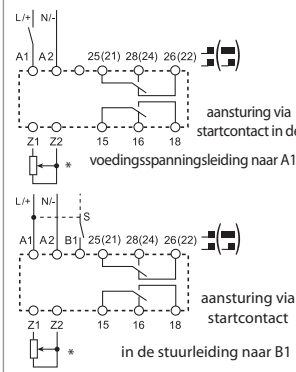 L/+ N/-
A1 A2 25(21) 28(24) 26(22)
aansturing via
startcontact in de
Z1 Z2 15 16 18
voedingsspanningsleiding naar A1
*
L/+ N/-
S
A1 A2 B1 25(21) 28(24) 26(22)
aansturing via
startcontact
Z1 Z2 15 16 18
* in de stuurleiding naar B1